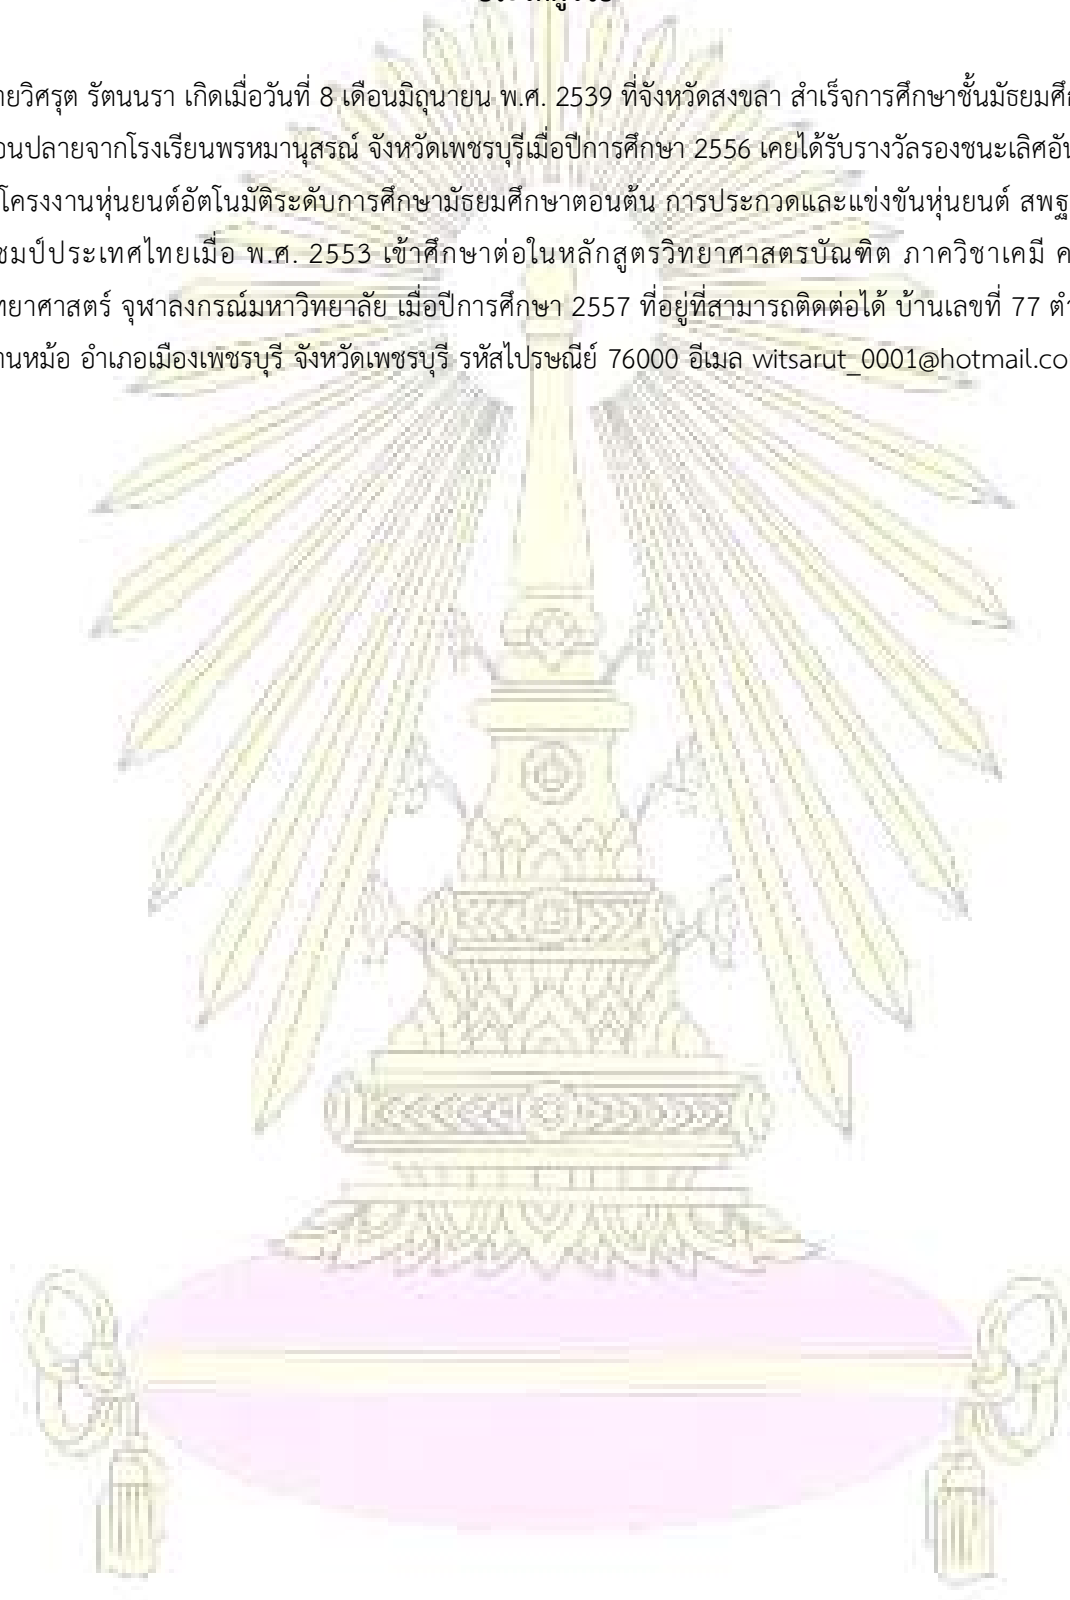 ายวิศรุต รัตนนรา เกิดเมื่อวันที่ 8 เดือนมิถุนายน พ.ศ. 2539 ที่จังหวัดสงขลา สำเร็จการศึกษาชั้นมัธยมศึก
อนปลายจากโรงเรียนพรหมานุสรณ์ จังหวัดเพชรบุรีเมื่อปีการศึกษา 2556 เคยได้รับรางวัลรองชนะเลิศอัน
โครงงานหุ่นยนต์อัตโนมัติระดับการศึกษามัธยมศึกษาตอนต้น การประกวดและแข่งขันหุ่นยนต์ สพฐ
ชมป์ประเทศไทยเมื่อ พ.ศ. 2553 เข้าศึกษาต่อในหลักสูตรวิทยาศาสตรบัณฑิต ภาควิชาเคมี ค
ทยาศาสตร์ จุฬาลงกรณ์มหาวิทยาลัย เมื่อปีการศึกษา 2557 ที่อยู่ที่สามารถติดต่อได้ บ้านเลขที่ 77 ตำ
านหม้อ อำเภอเมืองเพชรบุรี จังหวัดเพชรบุรี รหัสไปรษณีย์ 76000 อีเมล witsarut_0001@hotmail.co